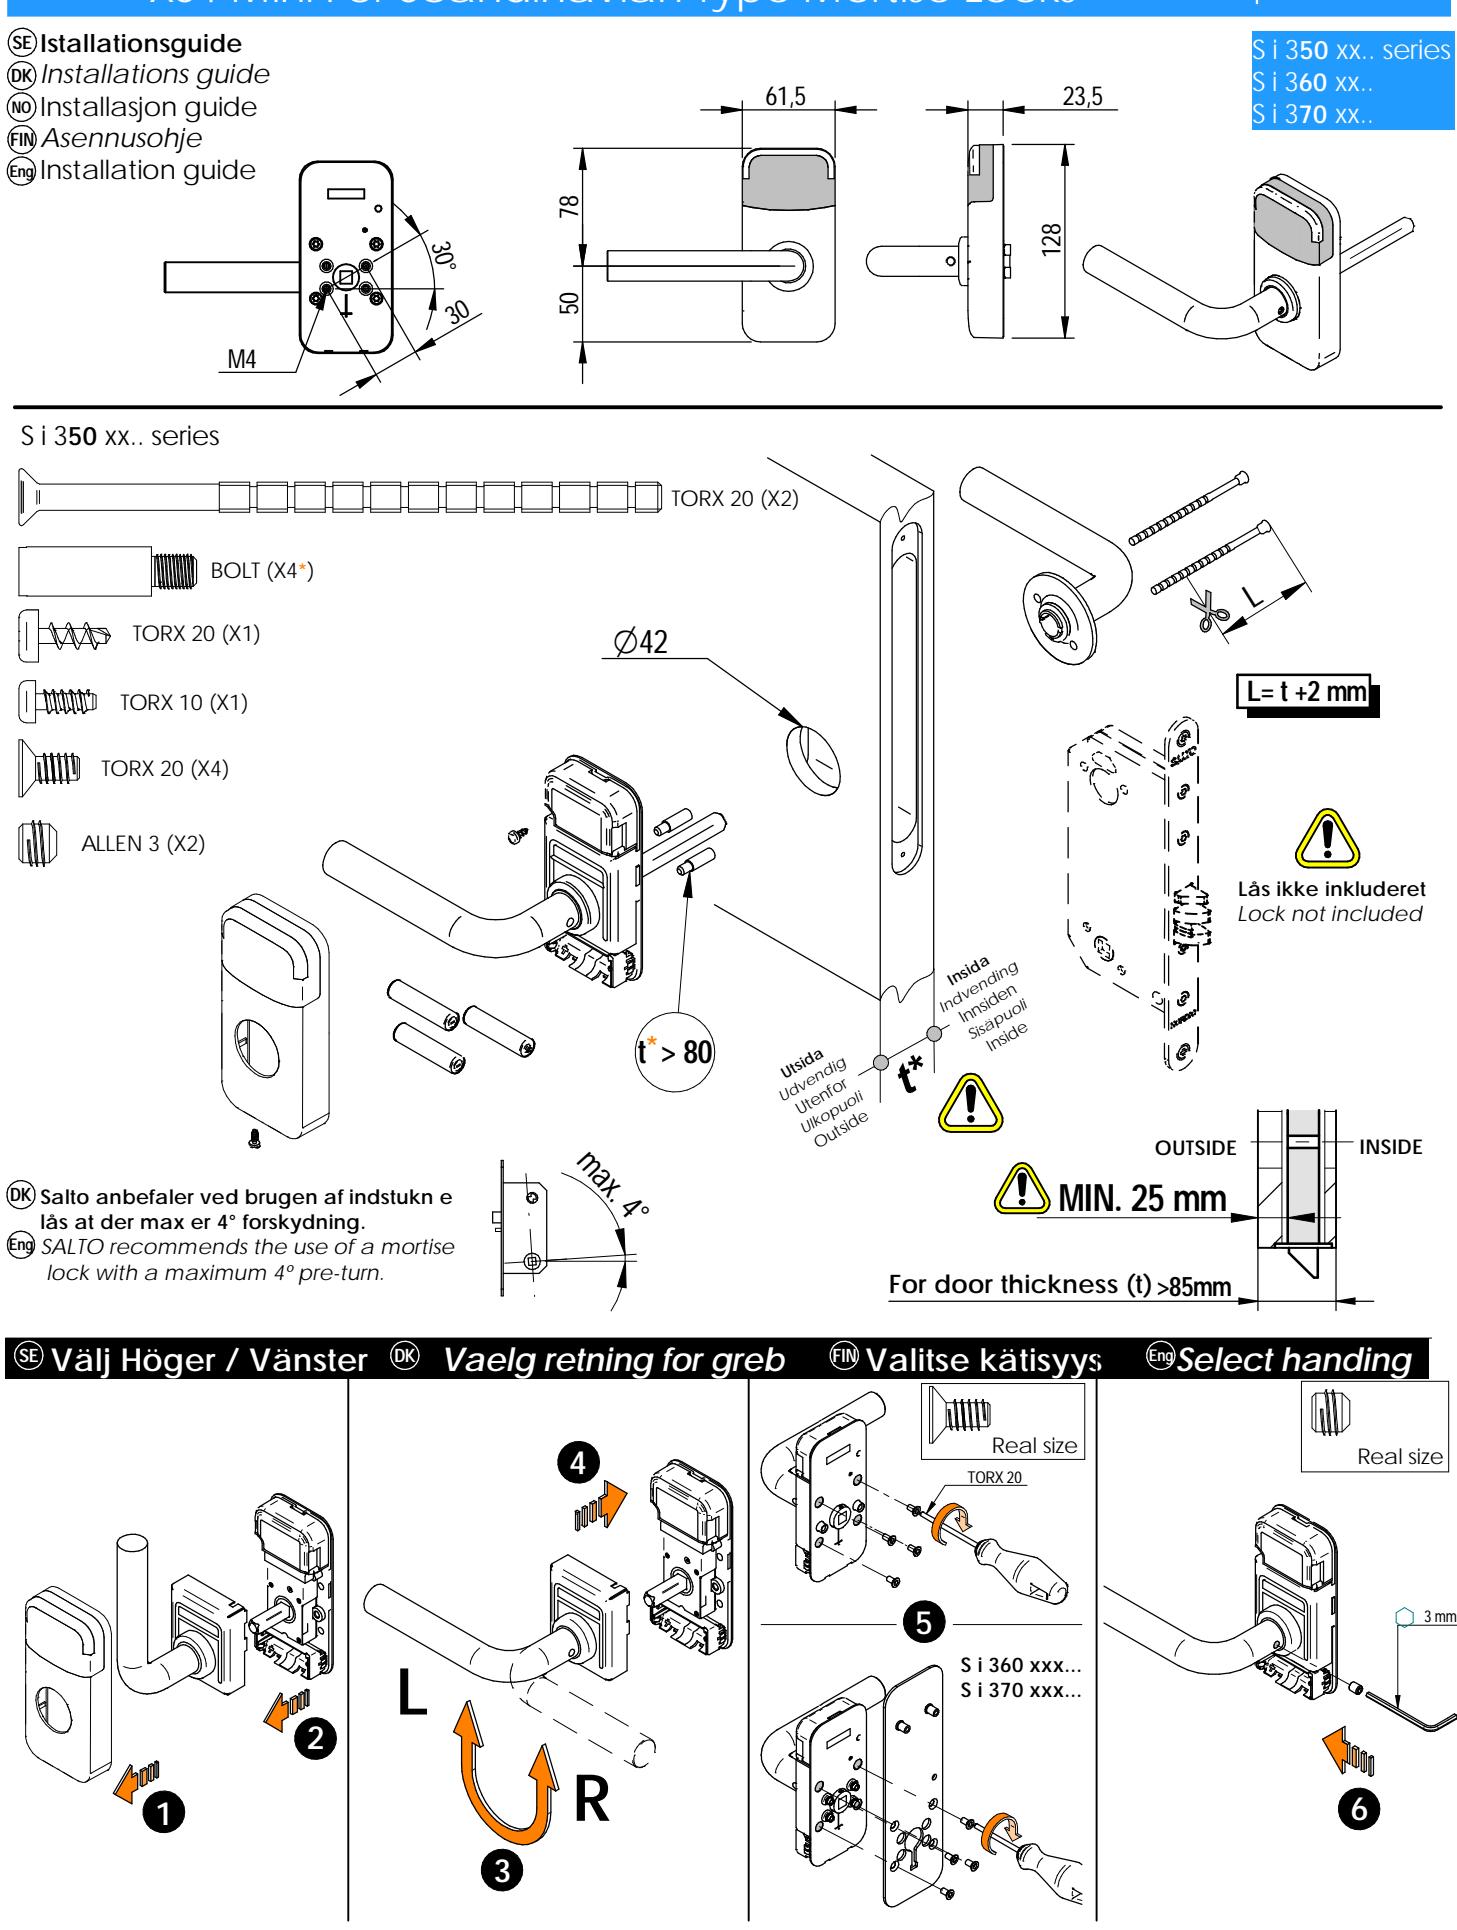 For Scandinavian Type Mortise Locks
SE Istallationsguide
DK Installations guide
NO Installasjon guide
FIN Asennusohje
Eng Installation guide
S i 350 xx.. series
S i 360 xx..
S i 370 xx..
61,5
23,5
78
50
128
30°
30
M4
S i 350 xx.. series
TORX 20 (X2)
BOLT (X4*)
TORX 20 (X1)
TORX 10 (X1)
TORX 20 (X4)
ALLEN 3 (X2)
Ø42
L
L= t +2 mm
Lås ikke inkluderet
Lock not included
t* > 80
Insida
Indvending
Innsiden
Sisäpuoli
Inside
Utsida
Udvendig
Utenfor
Ulkopuoli
Outside
t*
OUTSIDE
INSIDE
MIN. 25 mm
For door thickness (t) >85mm
DK Salto anbefaler ved brugen af indstukn e
lås at der max er 4° forskydning.
Eng SALTO recommends the use of a mortise
lock with a maximum 4º pre-turn.
max. 4°
SE Välj Höger / Vänster DK Vaelg retning for greb FIN Valitse kätisyys Eng Select handing
1
2
3
4
L
R
Real size
TORX 20
5
S i 360 xxx...
S i 370 xxx...
Real size
3 mm
6